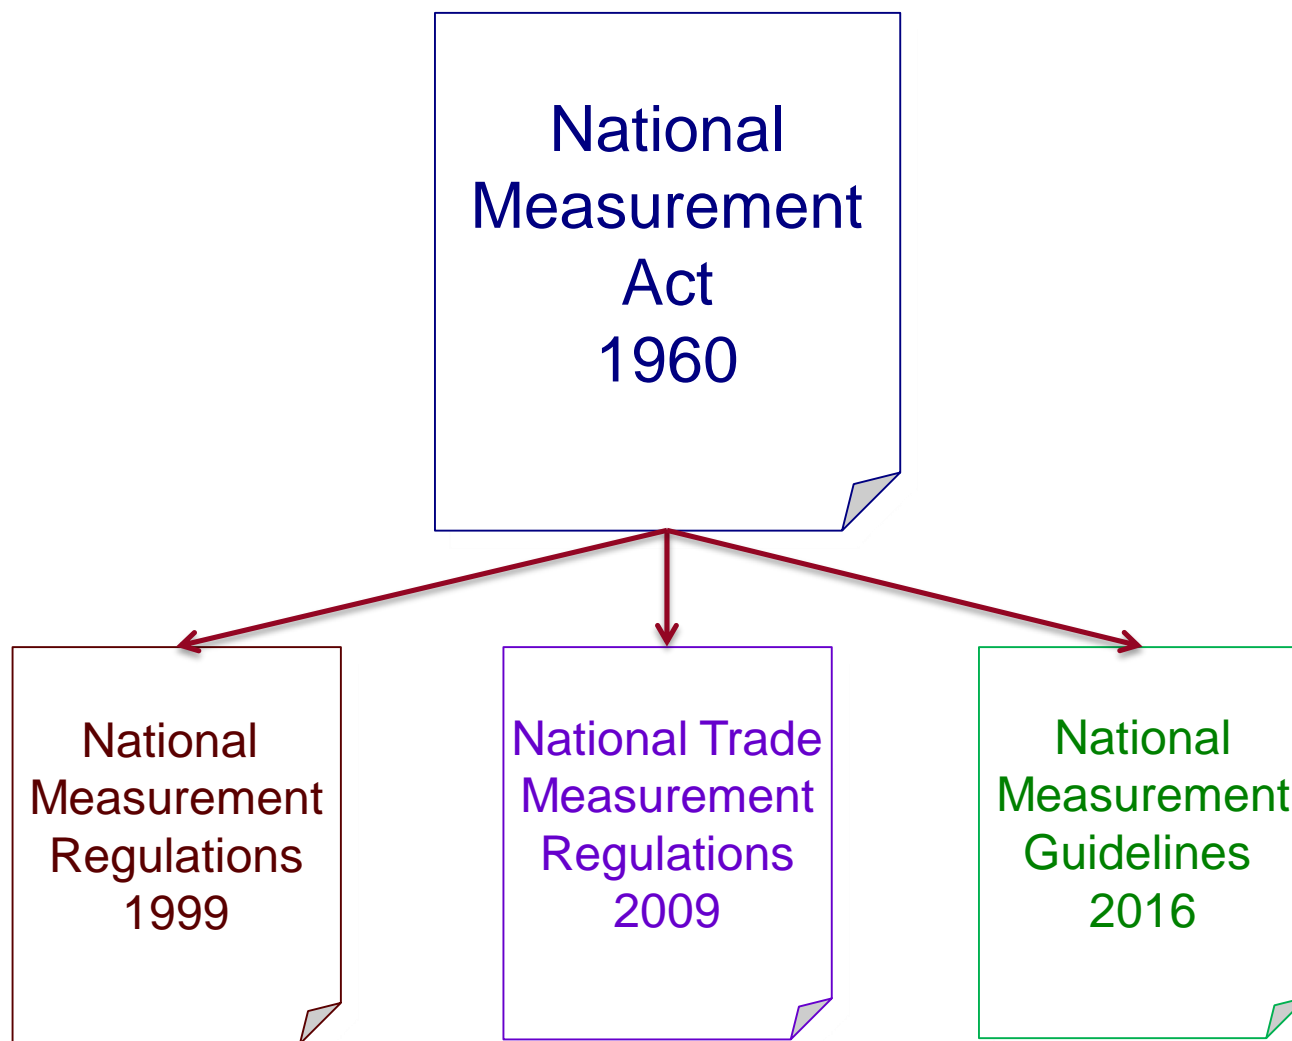 National
Measurement
Act
1960
National
Measurement
Regulations
1999
National Trade
Measurement
Regulations
2009
National
Measurement
Guidelines
2016